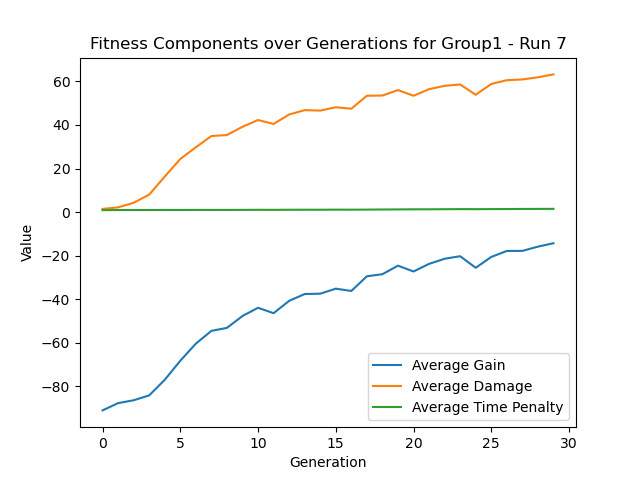 Fitness Components over Generations for Group1 - Run 7
60
40
20
0
−20
−40
−60
−80
Value
0 5 10 15 20 25 30
Generation
Average Gain
Average Damage
Average Time Penalty